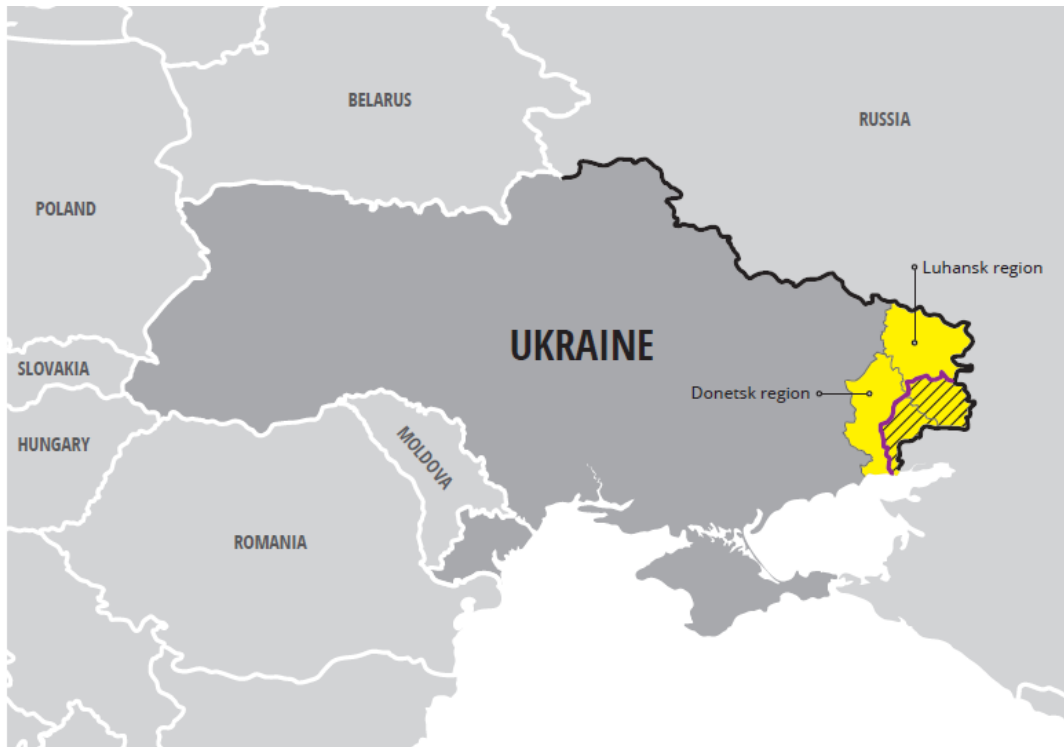 BELARUS
RUSSIA
POLAND
Luhansk region
UKRAINE
SLOVAKIA
Donetsk region
HUNGARY
MOLDOVA
ROMANIA